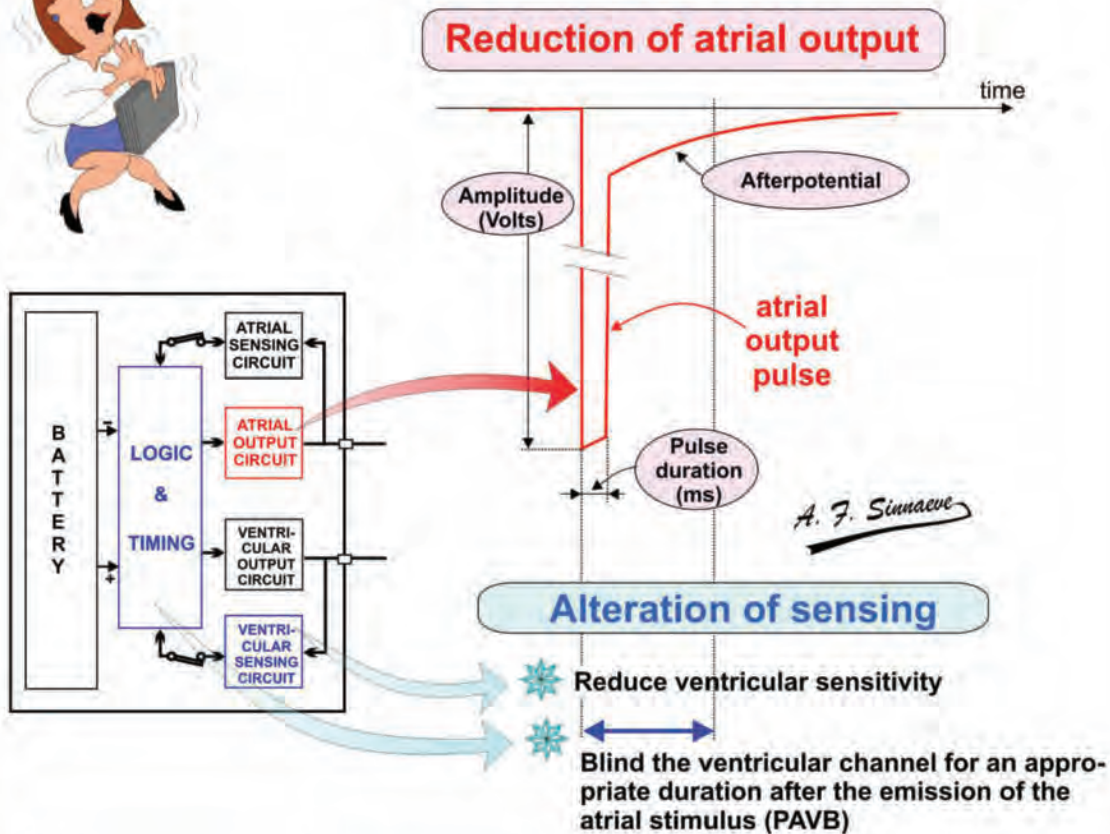 Reduction of atrial output
time
Amplitude
(Volts)
Afterpotential
atrial
output
pulse
Pulse
duration
(ms)
BATTERY
-
+
LOGIC
&
TIMING
ATRIAL
SENSING
CIRCUIT
ATRIAL
OUTPUT
CIRCUIT
VENTRI-
CULAR
OUTPUT
CIRCUIT
VENTRI-
CULAR
SENSING
CIRCUIT
A. F. Sinnaeve
Alteration of sensing
Reduce ventricular sensitivity
Blind the ventricular channel for an appro-
priate duration after the emission of the
atrial stimulus (PAVB)